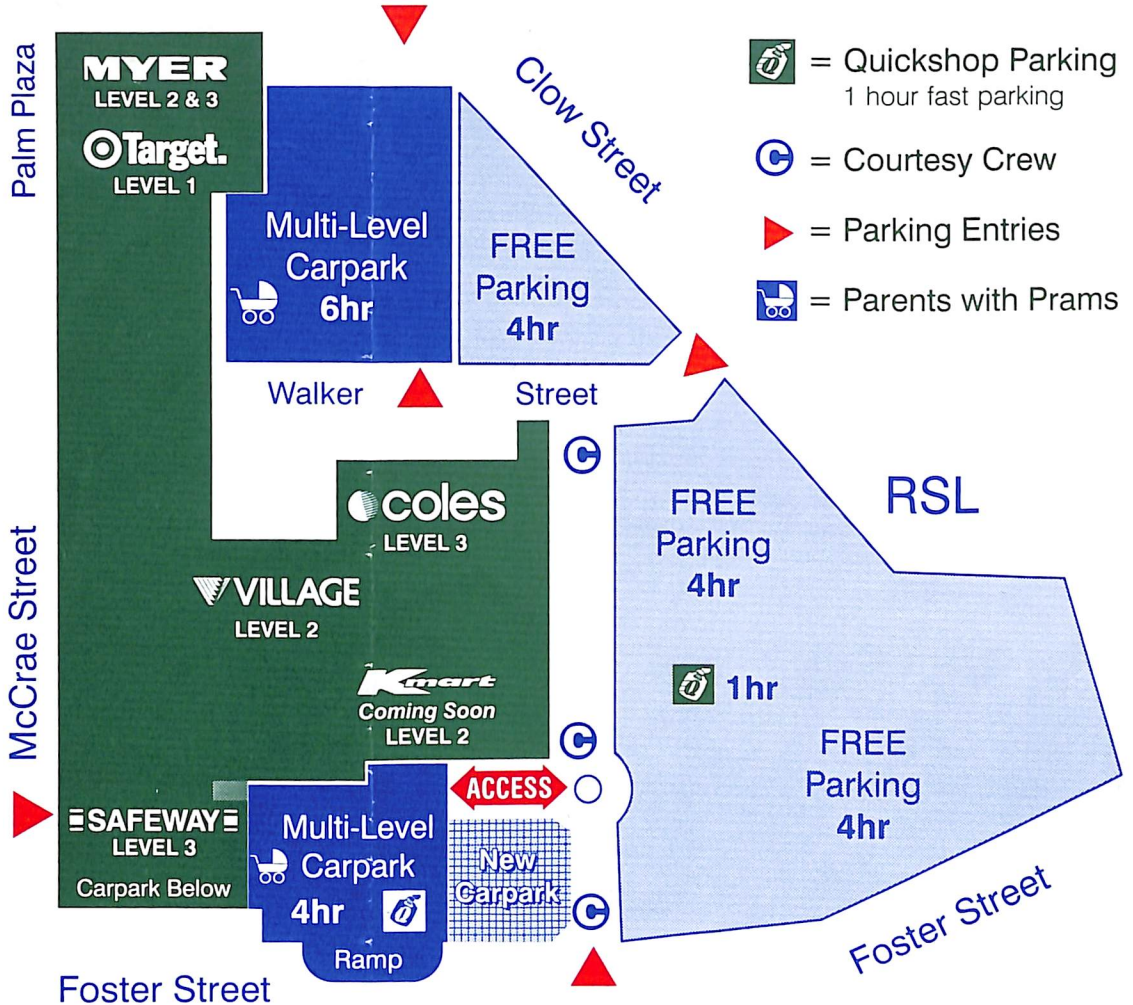 Palm Plaza
MYER
LEVEL 2 & 3
Target.
LEVEL 1
Clow Street
Q = Quickshop Parking
1 hour fast parking
C = Courtesy Crew
= Parking Entries
= Parents with Prams
Multi-Level
Carpark
6hr
FREE
Parking
4hr
Walker Street
C
coles
LEVEL 3
FREE
Parking
4hr
RSL
VILLAGE
LEVEL 2
McCrae Street
Kmart
Coming Soon
LEVEL 2
Q 1hr
C
FREE
Parking
4hr
ACCESS
SAFEWAY
LEVEL 3
Carpark Below
Multi-Level
Carpark
4hr Q
Ramp
New
Carpark
C
Foster Street
Foster Street